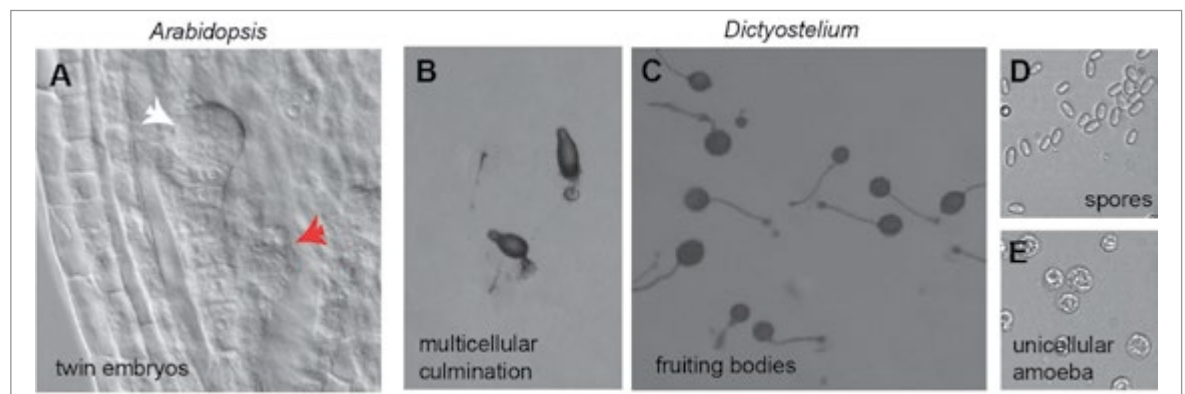 Arabidopsis
Dictyostelium
A
B
C
D
E
twin embryos
multicellular
culmination
fruiting bodies
spores
unicellular
amoeba